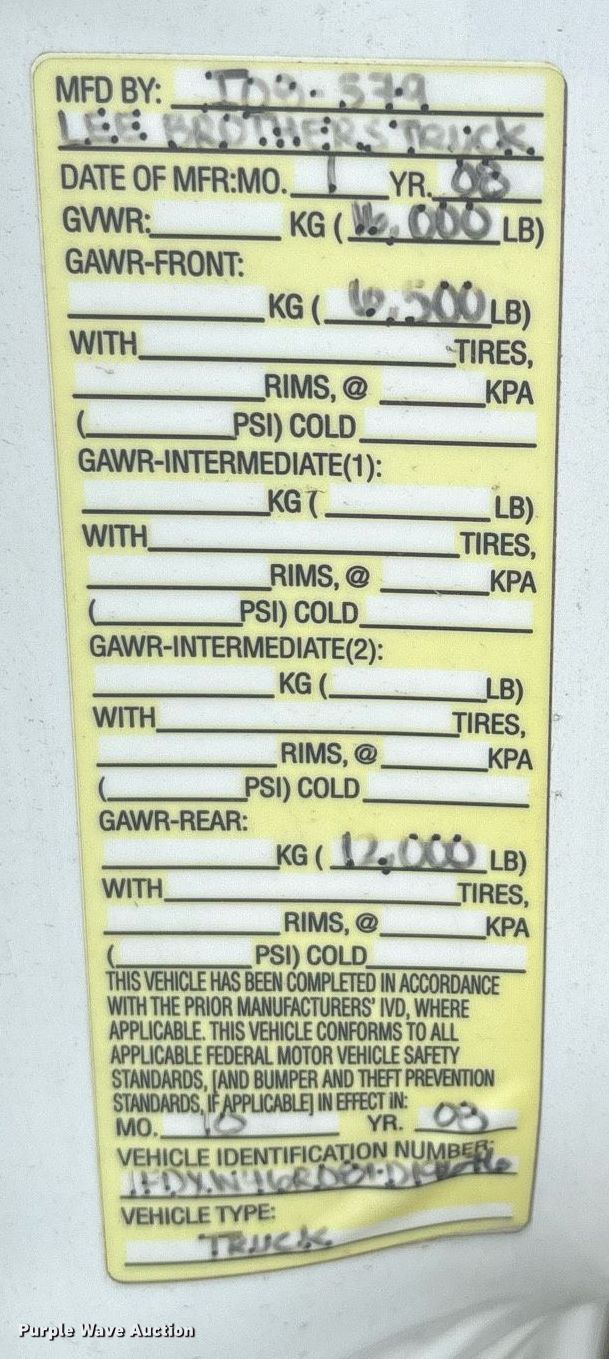 MFD BY:
LEE BROTHERS TRUCK
DATE OF MFR:MO. 1 YR. 08
GVWR: KG ( 16,000 LB)
GAWR-FRONT:
KG ( 6,500 LB)
WITH TIRES,
RIMS, @ KPA
( PSI) COLD
GAWR-INTERMEDIATE(1):
KG ( LB)
WITH TIRES,
RIMS, @ KPA
( PSI) COLD
GAWR-INTERMEDIATE(2):
KG ( LB)
WITH TIRES,
RIMS, @ KPA
( PSI) COLD
GAWR-REAR:
KG ( 12,000 LB)
WITH TIRES,
RIMS, @ KPA
( PSI) COLD
THIS VEHICLE HAS BEEN COMPLETED IN ACCORDANCE
WITH THE PRIOR MANUFACTURERS' IVD, WHERE
APPLICABLE. THIS VEHICLE CONFORMS TO ALL
APPLICABLE FEDERAL MOTOR VEHICLE SAFETY
STANDARDS, [AND BUMPER AND THEFT PREVENTION
STANDARDS, IF APPLICABLE] IN EFFECT IN:
MO. 10 YR. 08
VEHICLE IDENTIFICATION NUMBER:
VEHICLE TYPE:
TRUCK
Purple Wave Auction